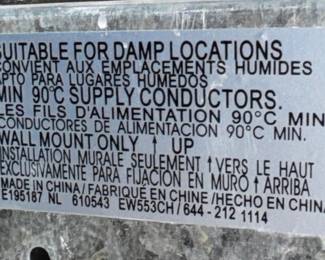 SUITABLE FOR DAMP LOCATIONS
CONVIENT AUX EMPLACEMENTS HUMIDES
APTO PARA LUGARES HUMEDOS
MIN 90°C SUPPLY CONDUCTORS.
LES FILS D'ALIMENTATION 90°C MIN.
CONDUCTORES DE ALIMENTACION 90°C MIN.
WALL MOUNT ONLY ↑ UP
INSTALLATION MURALE SEULEMENT ↑ VERS LE HAUT
EXCLUSIVAMENTE PARA FIJACION EN MURO ↑ ARRIBA
MADE IN CHINA / FABRIQUÉ EN CHINE / HECHO EN CHINA
E195187 NL 610543 EW553CH / 644 - 212 1114